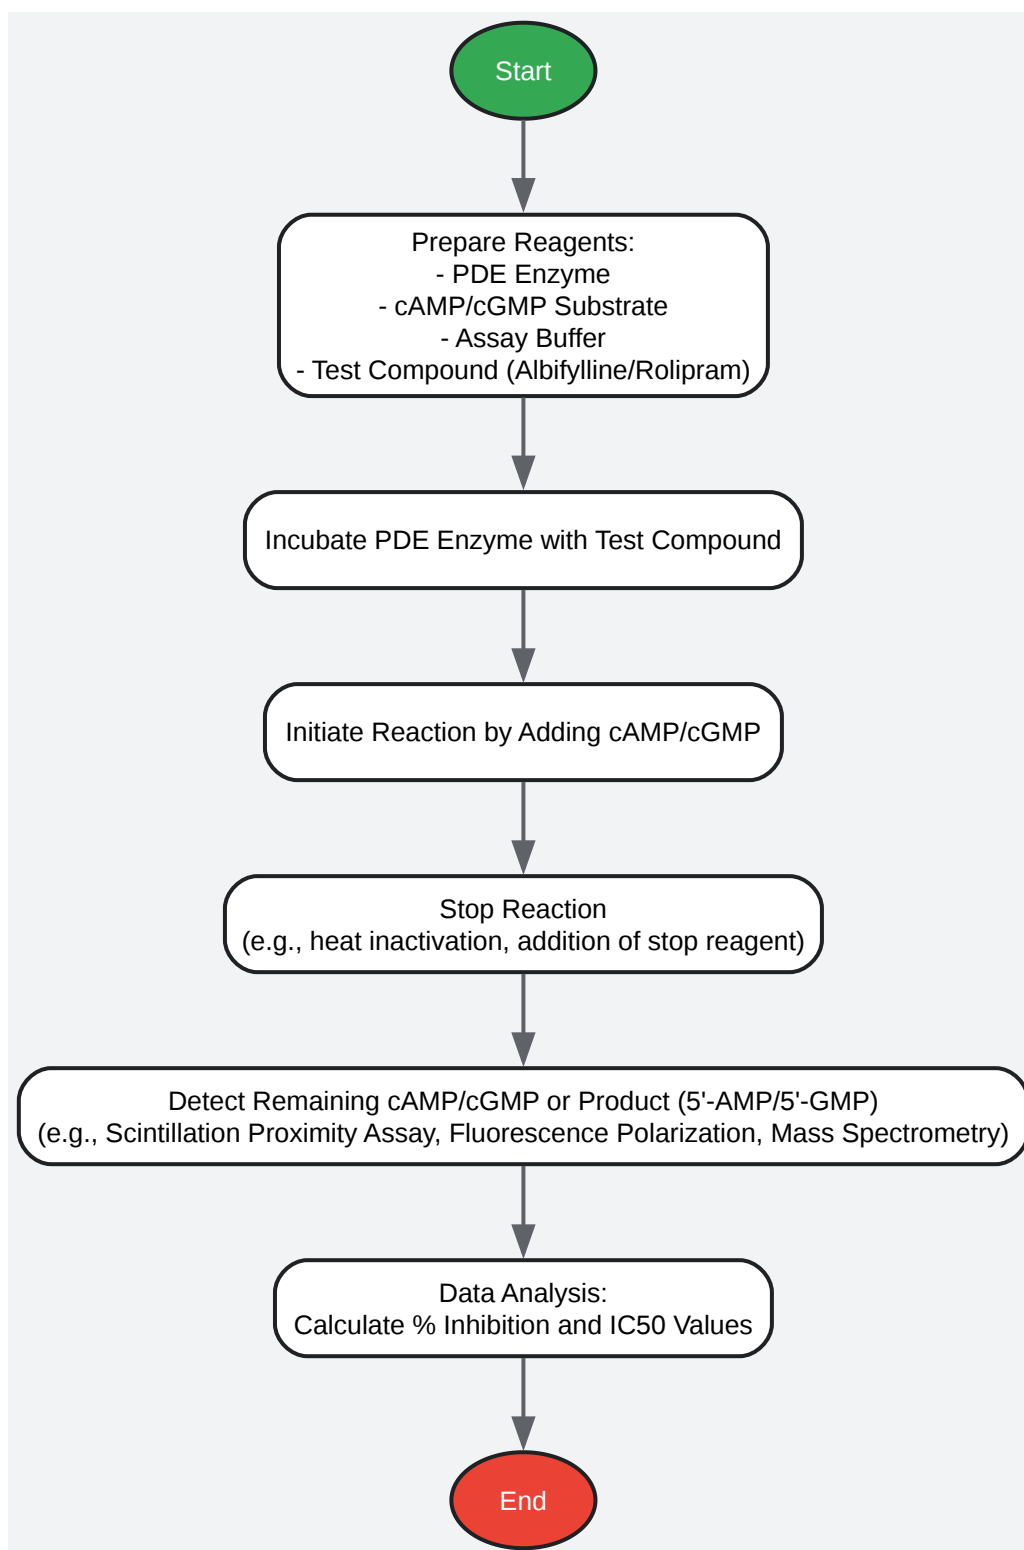 Start
Prepare Reagents:
- PDE Enzyme
- cAMP/cGMP Substrate
- Assay Buffer
- Test Compound (Albifylline/Rolipram)
Incubate PDE Enzyme with Test Compound
Initiate Reaction by Adding cAMP/cGMP
Stop Reaction
(e.g., heat inactivation, addition of stop reagent)
Detect Remaining cAMP/cGMP or Product (5'-AMP/5'-GMP)
(e.g., Scintillation Proximity Assay, Fluorescence Polarization, Mass Spectrometry)
Data Analysis:
Calculate % Inhibition and IC50 Values
End